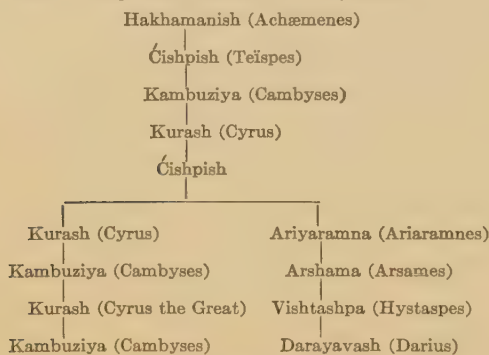 Hakhamanish (Achæmenes)
Ćishpish (Teïspes)
Kambuziya (Cambyses)
Kurash (Cyrus)
Ćishpish
Kurash (Cyrus) Ariyaramna (Ariaramnes)
Kambuziya (Cambyses) Arshama (Arsames)
Kurash (Cyrus the Great) Vishtashpa (Hystaspes)
Kambuziya (Cambyses) Darayavash (Darius)